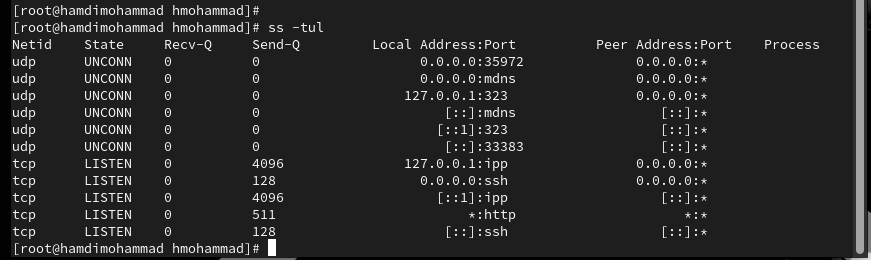 [root@hamdimohammad hmohammad]#
[root@hamdimohammad hmohammad]# ss -tul
Netid State Recv-Q Send-Q Local Address:Port Peer Address:Port Process
udp UNCONN 0 0 0.0.0.0:35972 0.0.0.0:*
udp UNCONN 0 0 0.0.0.0:mdns 0.0.0.0:*
udp UNCONN 0 0 127.0.0.1:323 0.0.0.0:*
udp UNCONN 0 0 [::]:mdns [::]:*
udp UNCONN 0 0 [::1]:323 [::]:*
udp UNCONN 0 0 [::]:33383 [::]:*
tcp LISTEN 0 4096 127.0.0.1:ipp 0.0.0.0:*
tcp LISTEN 0 128 0.0.0.0:ssh 0.0.0.0:*
tcp LISTEN 0 4096 [::1]:ipp [::]:*
tcp LISTEN 0 511 *:http *:*
tcp LISTEN 0 128 [::]:ssh [::]:*
[root@hamdimohammad hmohammad]#